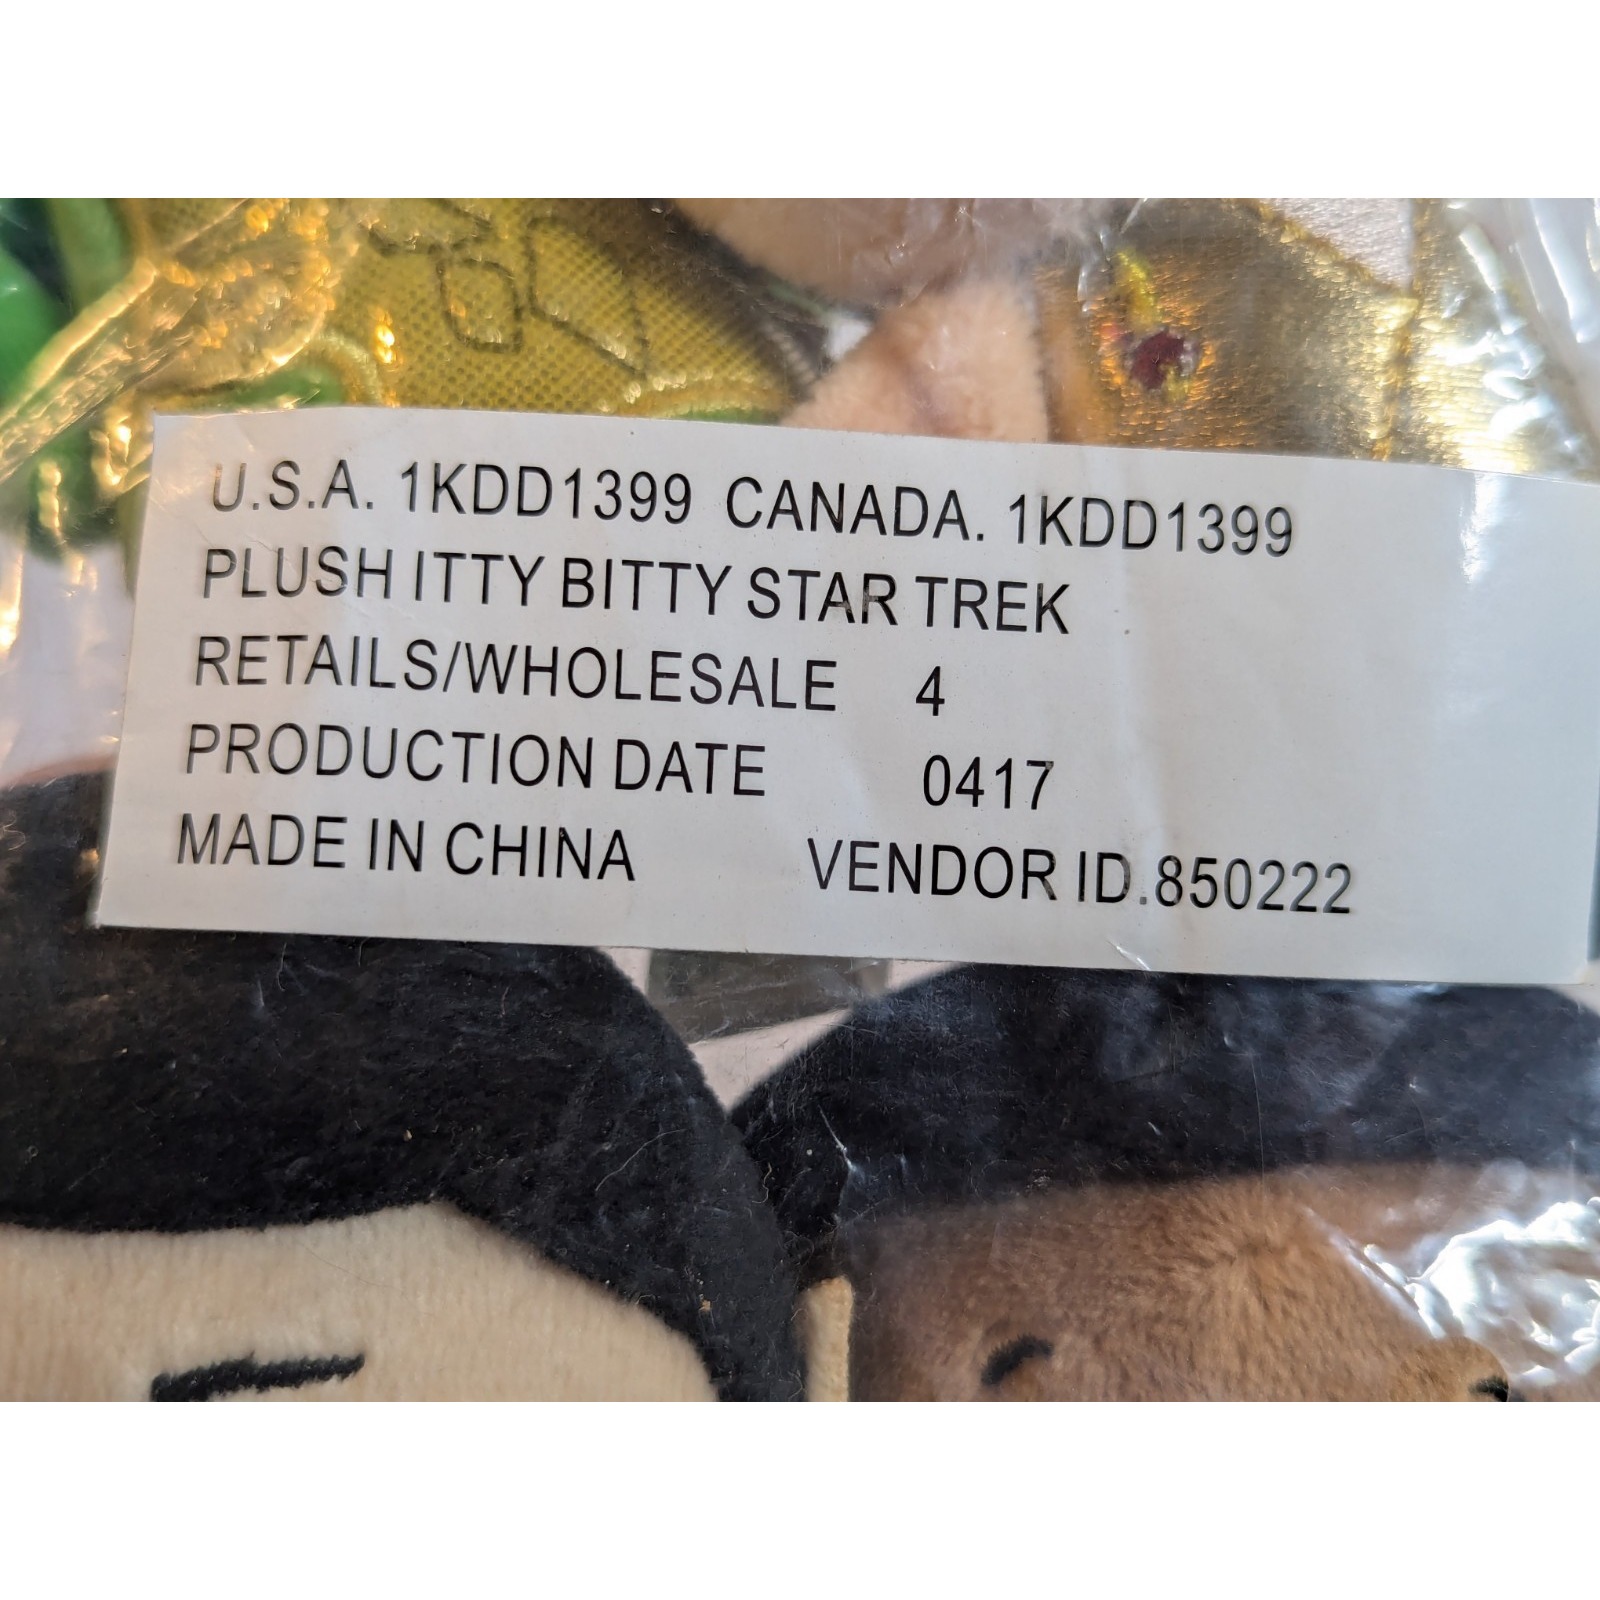 U.S.A. 1KDD1399 CANADA. 1KDD1399
PLUSH ITTY BITTY STAR TREK
RETAILS/WHOLESALE 4
PRODUCTION DATE 0417
MADE IN CHINA VENDOR ID.850222